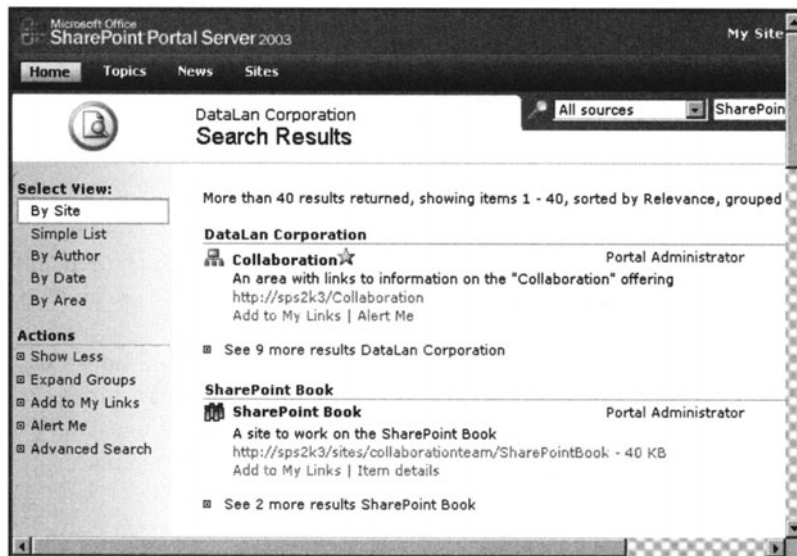 Microsoft Office
SharePoint Portal Server 2003
My Site
Home Topics News Sites
DataLan Corporation
Search Results
All sources
SharePoin
Select View:
By Site
Simple List
By Author
By Date
By Area
Actions
Show Less
Expand Groups
Add to My Links
Alert Me
Advanced Search
More than 40 results returned, showing items 1 - 40, sorted by Relevance, grouped
DataLan Corporation
Collaboration Portal Administrator
An area with links to information on the "Collaboration" offering
http://sps2k3/Collaboration
Add to My Links | Alert Me
See 9 more results DataLan Corporation
SharePoint Book
SharePoint Book Portal Administrator
A site to work on the SharePoint Book
http://sps2k3/sites/collaborationteam/SharePointBook - 40 KB
Add to My Links | Item details
See 2 more results SharePoint Book